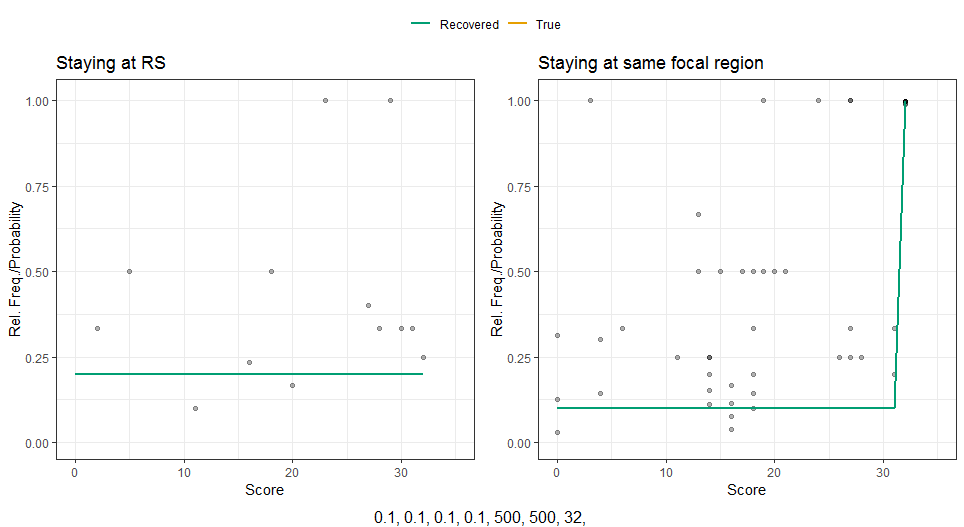 Recovered True
Staying at RS
Staying at same focal region
Rel. Freq./Probability
1.00
0.75
0.50
0.25
0.00
0 10 20 30
Score
Rel. Freq./Probability
1.00
0.75
0.50
0.25
0.00
0 10 20 30
Score
0.1, 0.1, 0.1, 0.1, 500, 500, 32,